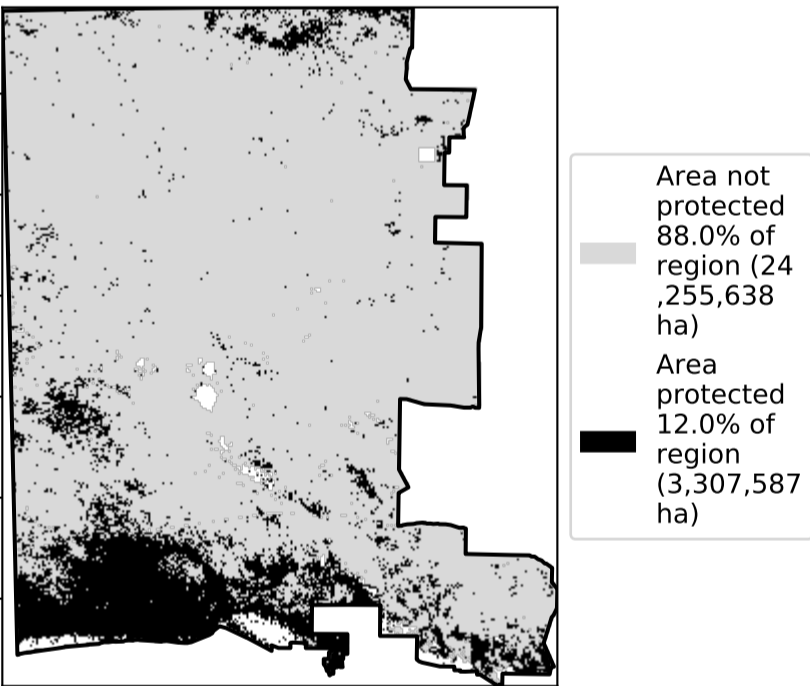 Area not
protected
88.0% of
region (24
,255,638
ha)
Area
protected
12.0% of
region
(3,307,587
ha)